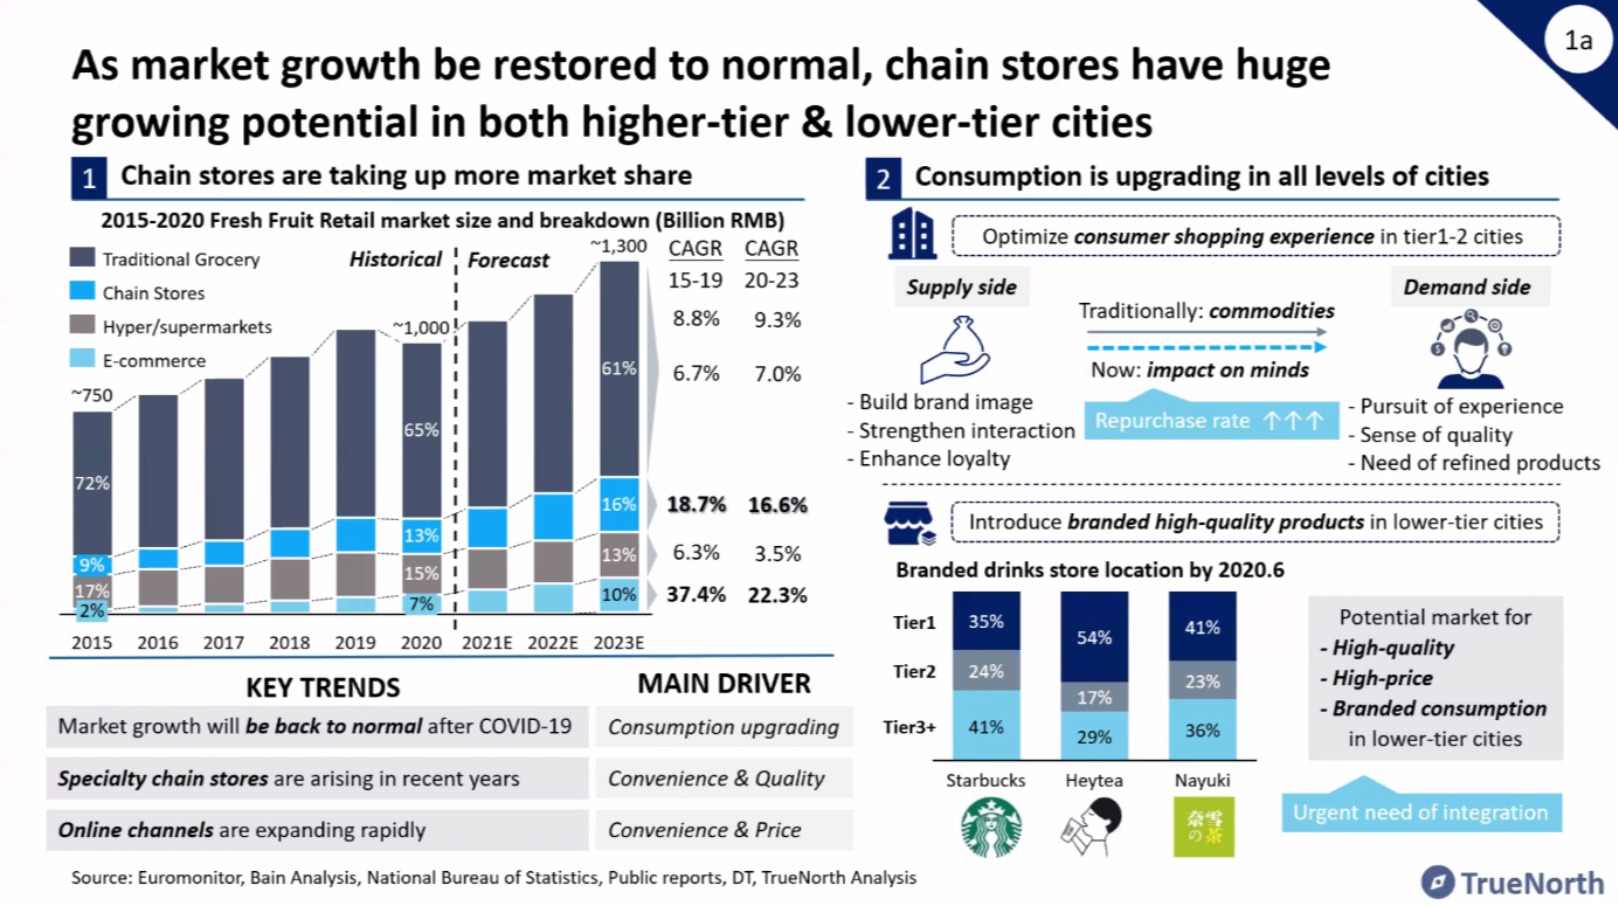 1a
As market growth be restored to normal, chain stores have huge
growing potential in both higher-tier & lower-tier cities
1 Chain stores are taking up more market share
2015-2020 Fresh Fruit Retail market size and breakdown (Billion RMB)
Traditional Grocery
Chain Stores
Hyper/supermarkets
E-commerce
Historical
Forecast
~750
~1,000
~1,300
CAGR CAGR
15-19 20-23
8.8% 9.3%
6.7% 7.0%
18.7% 16.6%
6.3% 3.5%
37.4% 22.3%
72%
9%
17%
2%
65%
13%
15%
7%
61%
16%
13%
10%
2015 2016 2017 2018 2019 2020 2021E 2022E 2023E
KEY TRENDS MAIN DRIVER
Market growth will be back to normal after COVID-19 Consumption upgrading
Specialty chain stores are arising in recent years Convenience & Quality
Online channels are expanding rapidly Convenience & Price
2 Consumption is upgrading in all levels of cities
Optimize consumer shopping experience in tier1-2 cities
Supply side
- Build brand image
- Strengthen interaction
- Enhance loyalty
Traditionally: commodities
Now: impact on minds
Repurchase rate ↑↑↑
Demand side
- Pursuit of experience
- Sense of quality
- Need of refined products
Introduce branded high-quality products in lower-tier cities
Branded drinks store location by 2020.6
Tier1 35% 54% 41%
Tier2 24% 17% 23%
Tier3+ 41% 29% 36%
Starbucks Heytea Nayuki
奈雪
の茶
Potential market for
- High-quality
- High-price
- Branded consumption
in lower-tier cities
Urgent need of integration
Source: Euromonitor, Bain Analysis, National Bureau of Statistics, Public reports, DT, TrueNorth Analysis
TrueNorth